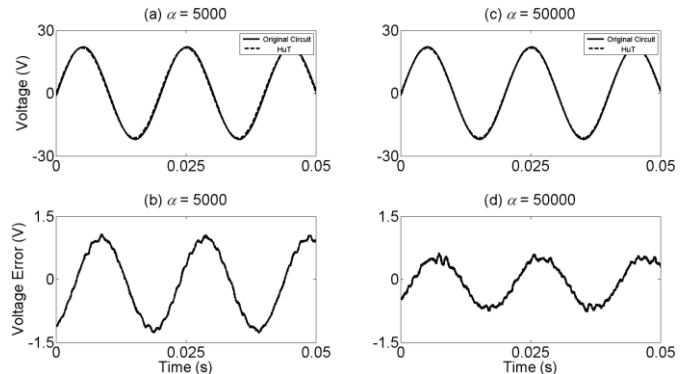 (a) α = 5000
30
0
-30
Voltage (V)
Original Circuit
HuT
0
0.025
0.05
(c) α = 50000
30
0
-30
Original Circuit
HuT
0
0.025
0.05
(b) α = 5000
1.5
0
-1.5
Voltage Error (V)
0
0.025
0.05
Time (s)
(d) α = 50000
1.5
0
-1.5
0
0.025
0.05
Time (s)